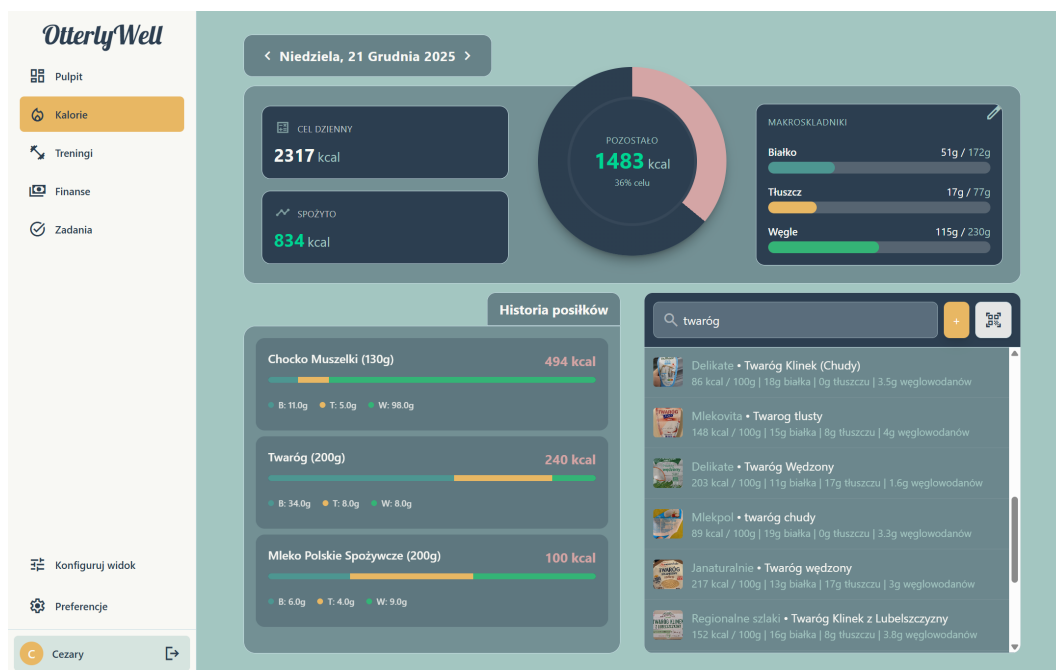 OtterlyWell
Pulpit
Kalorie
Treningi
Finanse
Zadania
Konfiguruj widok
Preferencje
C Cezary
< Niedziela, 21 Grudnia 2025 >
CEL DZIENNY
2317 kcal
SPOŻYTO
834 kcal
POZOSTAŁO
1483 kcal
36% celu
MAKROSKLADNIKI
Białko 51g / 172g
Tłuszcz 17g / 77g
Węgle 115g / 230g
Historia posiłków
Chocko Muszelki (130g) 494 kcal
B: 11.0g T: 5.0g W: 98.0g
Twaróg (200g) 240 kcal
B: 34.0g T: 8.0g W: 8.0g
Mleko Polskie Spożywcze (200g) 100 kcal
B: 6.0g T: 4.0g W: 9.0g
twaróg +
Delikate • Twaróg Klinek (Chudy)
86 kcal / 100g | 18g białka | 0g tłuszczu | 3.5g węglowodanów
Mlekovita • Twarog tlusty
148 kcal / 100g | 15g białka | 8g tłuszczu | 4g węglowodanów
Delikate • Twaróg Wędzony
203 kcal / 100g | 11g białka | 17g tłuszczu | 1.6g węglowodanów
Mlekpol • twaróg chudy
89 kcal / 100g | 19g białka | 0g tłuszczu | 3.3g węglowodanów
Janaturalnie • Twaróg wędzony
217 kcal / 100g | 13g białka | 17g tłuszczu | 3g węglowodanów
Regionalne szlaki • Twaróg Klinek z Lubelszczyzny
152 kcal / 100g | 16g białka | 8g tłuszczu | 3.8g węglowodanów